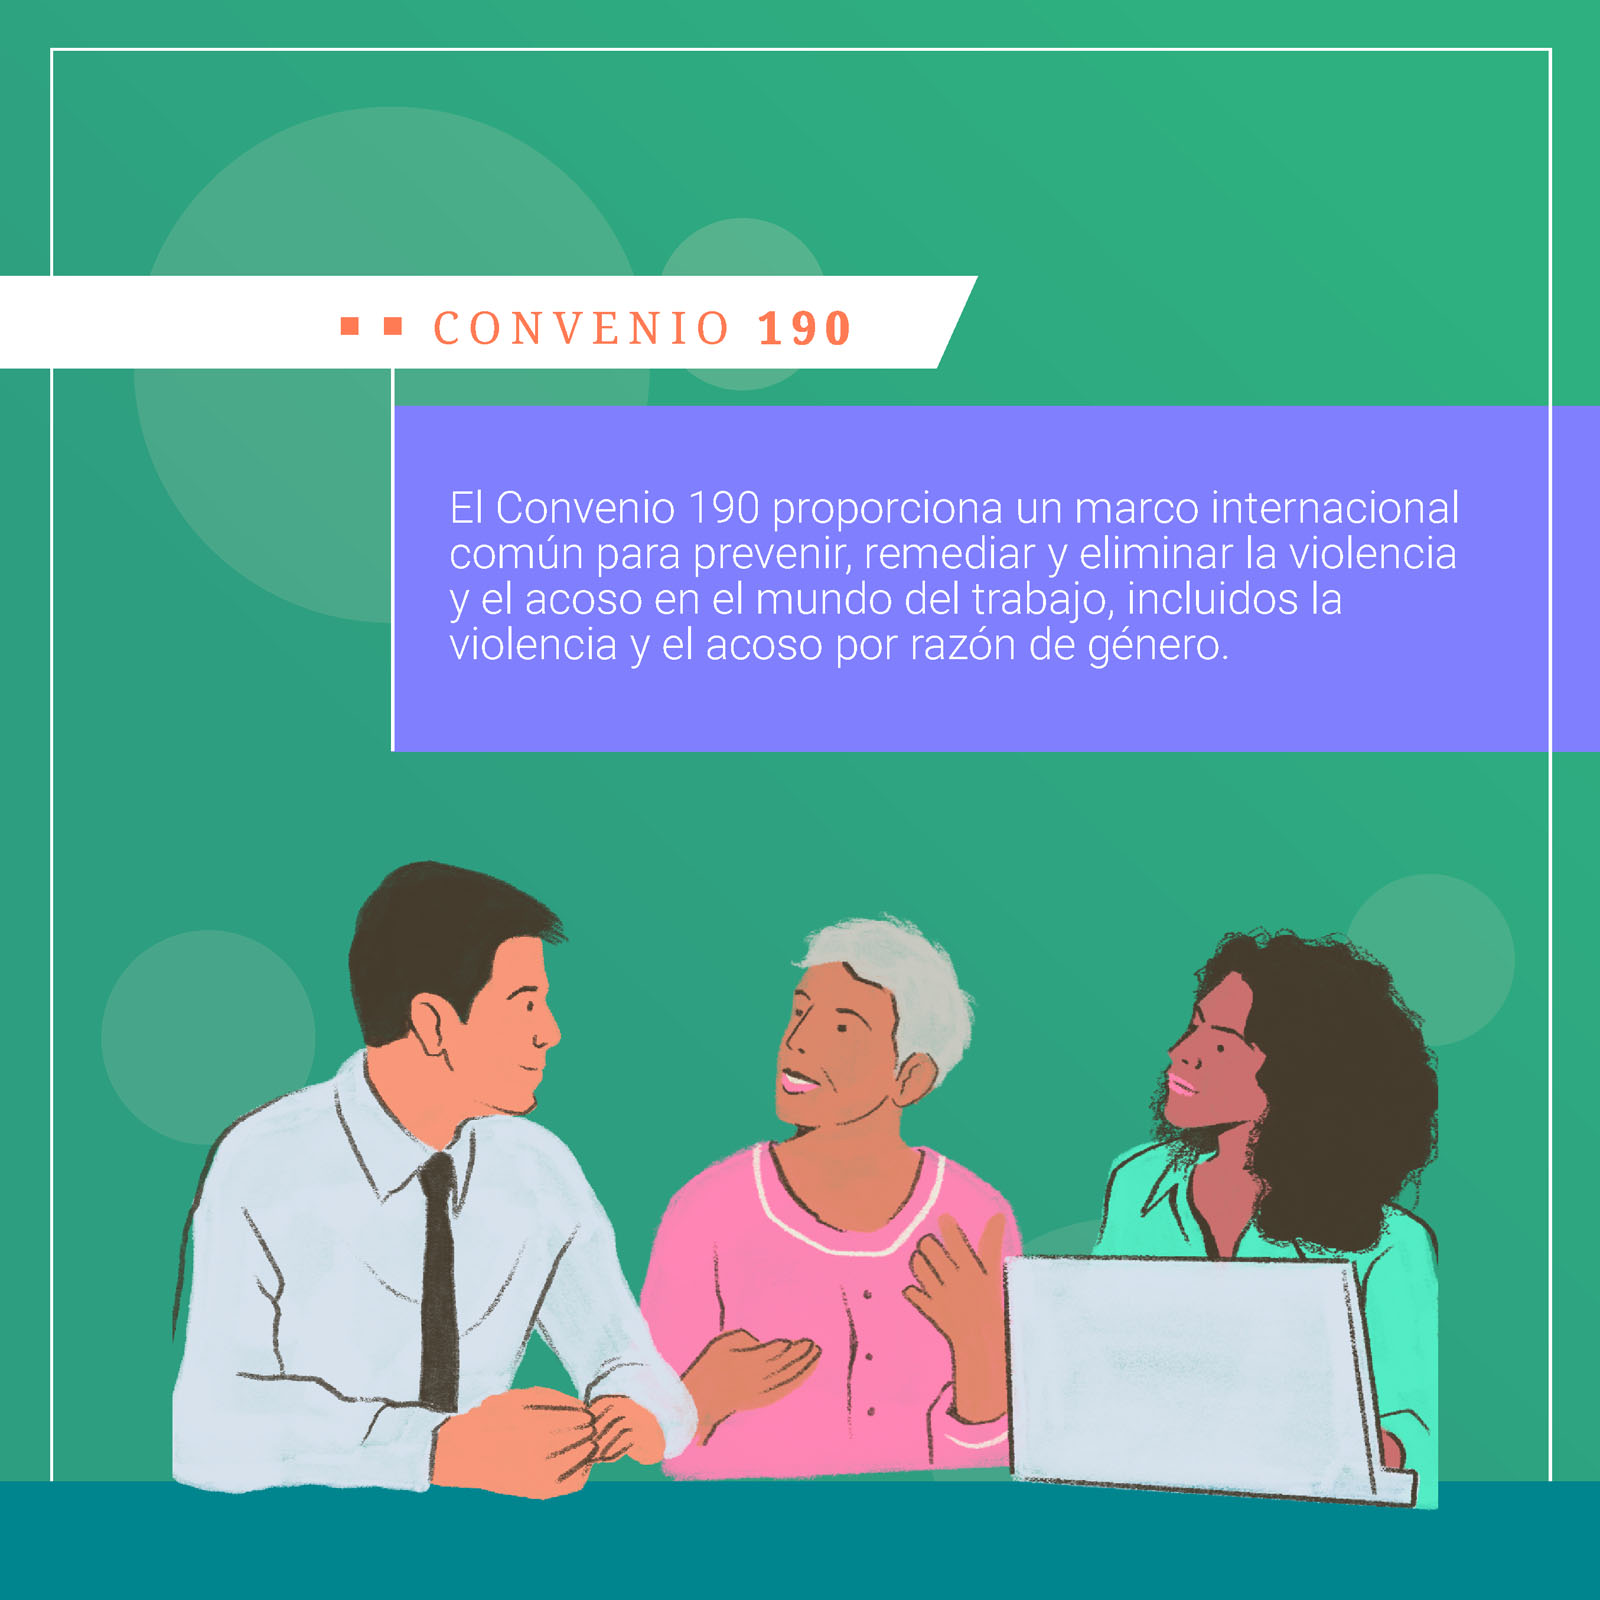 CONVENIO 190
El Convenio 190 proporciona un marco internacional
común para prevenir, remediar y eliminar la violencia
y el acoso en el mundo del trabajo, incluidos la
violencia y el acoso por razón de género.